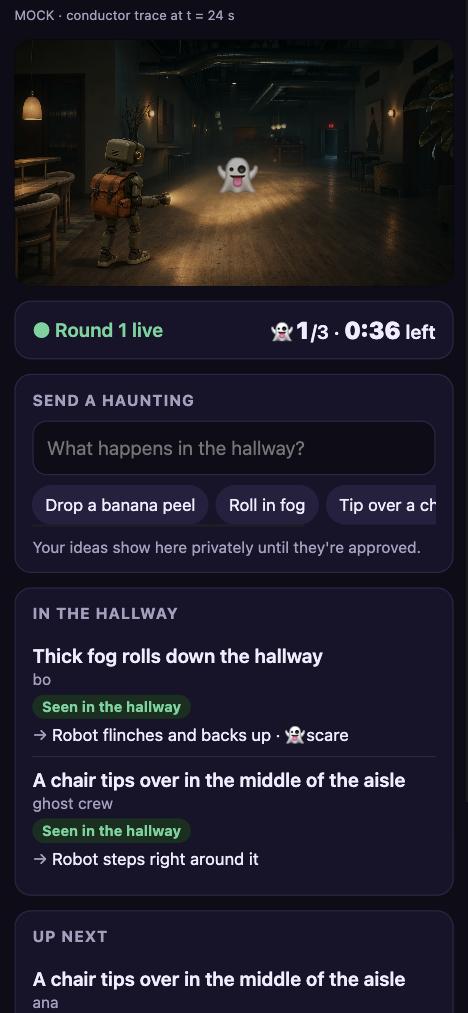 MOCK · conductor trace at t = 24 s
Round 1 live
👻1/3 · 0:36 left
SEND A HAUNTING
What happens in the hallway?
Drop a banana peel
Roll in fog
Tip over a ch
Your ideas show here privately until they're approved.
IN THE HALLWAY
Thick fog rolls down the hallway
bo
Seen in the hallway
→ Robot flinches and backs up · 👻scare
A chair tips over in the middle of the aisle
ghost crew
Seen in the hallway
→ Robot steps right around it
UP NEXT
A chair tips over in the middle of the aisle
ana